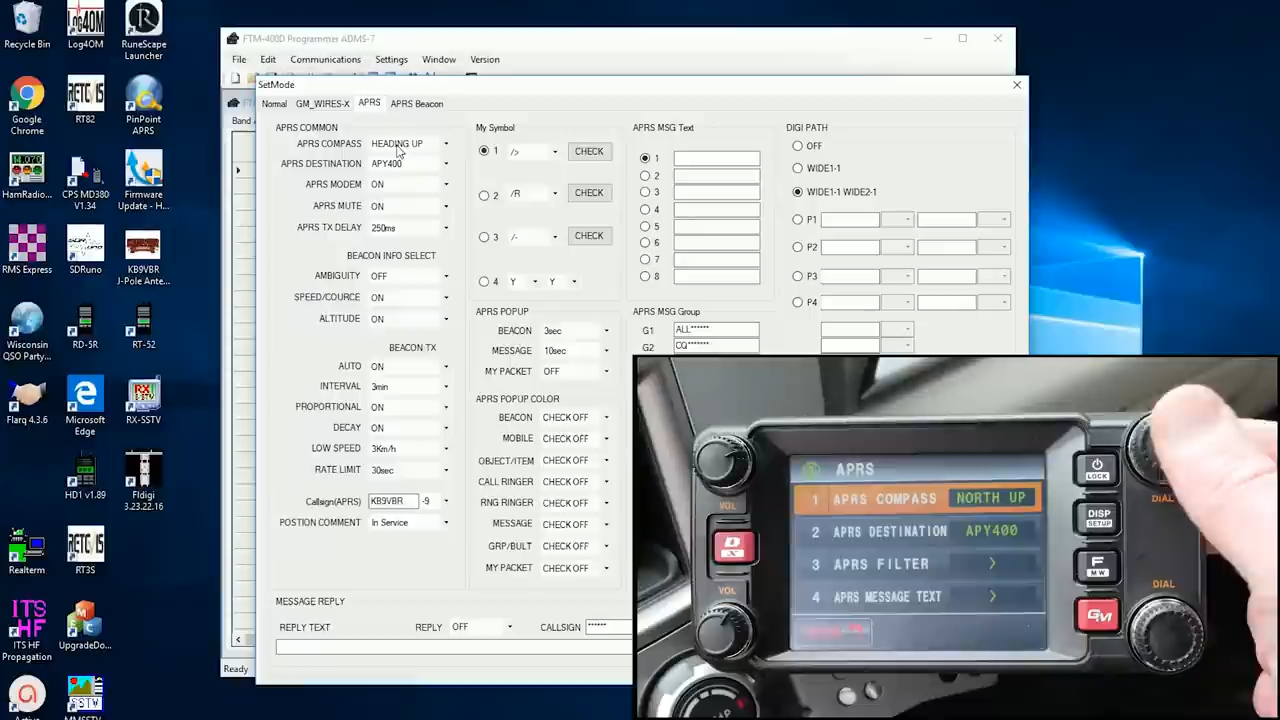 Recycle Bin
Log4OM
RuneScape Launcher
Google Chrome
RETEVIS
RT82
PinPoint APRS
14.070
HamRadio...
CPS MD380 V1.34
Firmware Update - H...
RMS Express
SDRuno
KB9VBR J-Pole Ante...
Wisconsin QSO Party...
RD-5R
RT-52
Flarq 4.3.6
Microsoft Edge
RX-SSTV
HD1 v1.89
Fldigi 3.23.22.16
Realterm
RETEVIS
RT3S
ITS HF
ITS HF Propagation
UpgradeDo...
SSTV
FTM-400D Programmer ADMS-7
File Edit Communications Settings Window Version
Ready
SetMode
Normal GM_WIRES-X APRS APRS Beacon
APRS COMMON
APRS COMPASS HEADING UP
APRS DESTINATION APY400
APRS MODEM ON
APRS MUTE ON
APRS TX DELAY 250ms
BEACON INFO SELECT
AMBIGUITY OFF
SPEED/COURCE ON
ALTITUDE ON
BEACON TX
AUTO ON
INTERVAL 3min
PROPORTIONAL ON
DECAY ON
LOW SPEED 3Km/h
RATE LIMIT 30sec
Callsign(APRS) KB9VBR -9
POSTION COMMENT In Service
MESSAGE REPLY
REPLY TEXT REPLY OFF CALLSIGN ******
My Symbol
1 /> CHECK
2 /R CHECK
3 /- CHECK
4 Y Y
APRS POPUP
BEACON 3sec
MESSAGE 10sec
MY PACKET OFF
APRS POPUP COLOR
BEACON CHECK OFF
MOBILE CHECK OFF
OBJECT/ITEM CHECK OFF
CALL RINGER CHECK OFF
RNG RINGER CHECK OFF
MESSAGE CHECK OFF
GRP/BULT CHECK OFF
MY PACKET CHECK OFF
APRS MSG Text
1
2
3
4
5
6
7
8
APRS MSG Group
G1 ALL******
G2 CQ*******
DIGI PATH
OFF
WIDE1-1
WIDE1-1 WIDE2-1
P1
P2
P3
P4
APRS
1 APRS COMPASS NORTH UP
2 APRS DESTINATION APY400
3 APRS FILTER >
4 APRS MESSAGE TEXT >
VOL
D X
VOL
LOCK
DISP
SETUP
F
MW
GM
DIAL
DIAL